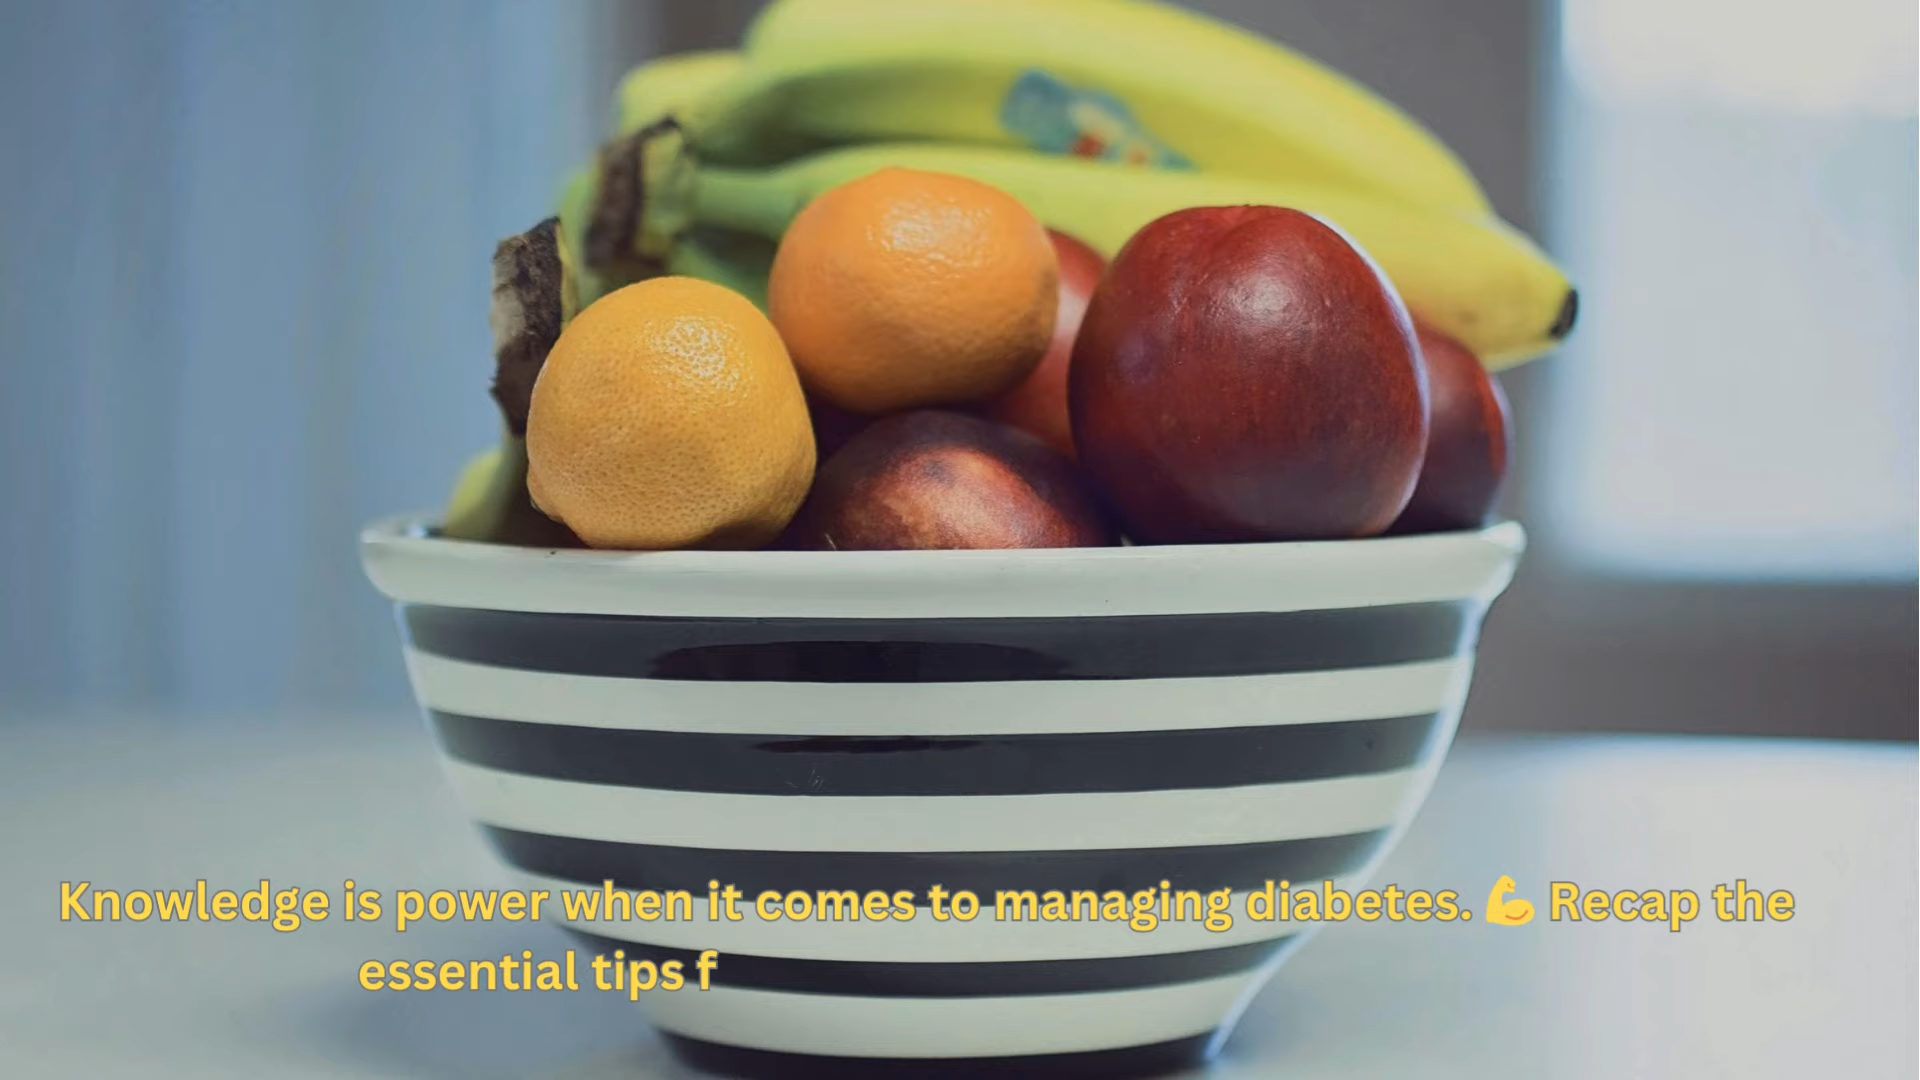 Knowledge is power when it comes to managing diabetes. 💪 Recap the
essential tips f